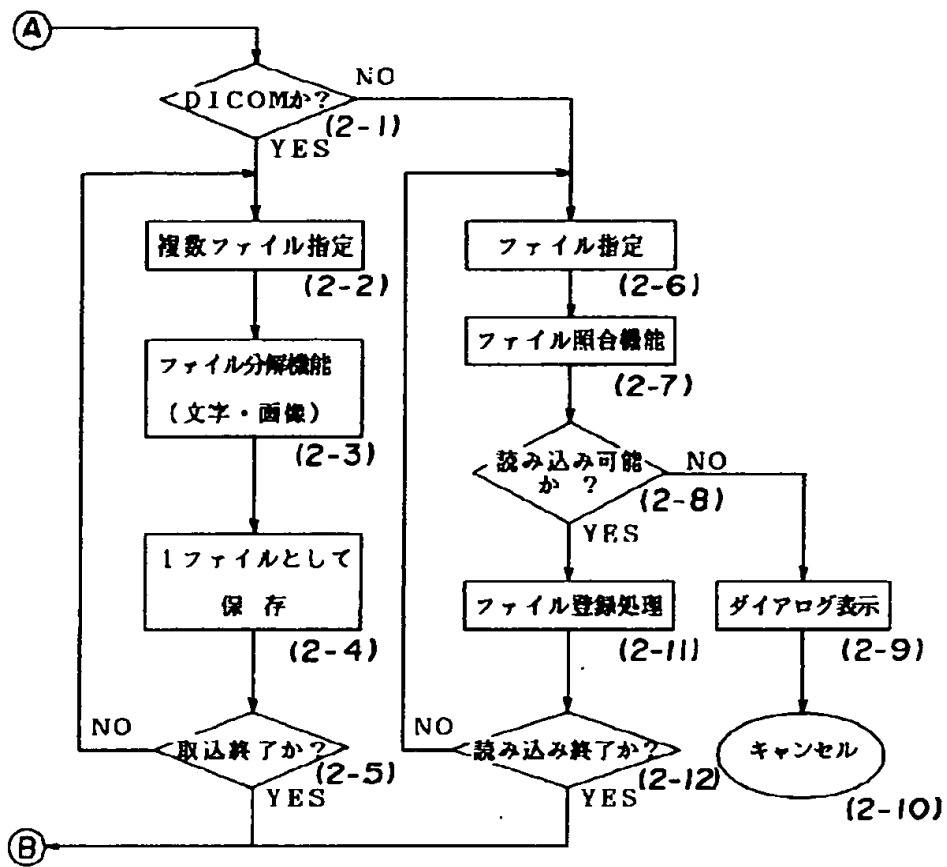 A
DICOMか?
NO
(2-1)
YES
複数ファイル指定
(2-2)
ファイル分解機能
(文字・画像)
(2-3)
1ファイルとして
保 存
(2-4)
NO
取込終了か?
(2-5)
YES
ファイル指定
(2-6)
ファイル照合機能
(2-7)
読み込み可能
か ?
NO
(2-8)
YES
ファイル登録処理
(2-11)
ダイアログ表示
(2-9)
NO
読み込み終了か?
(2-12)
YES
キャンセル
(2-10)
B